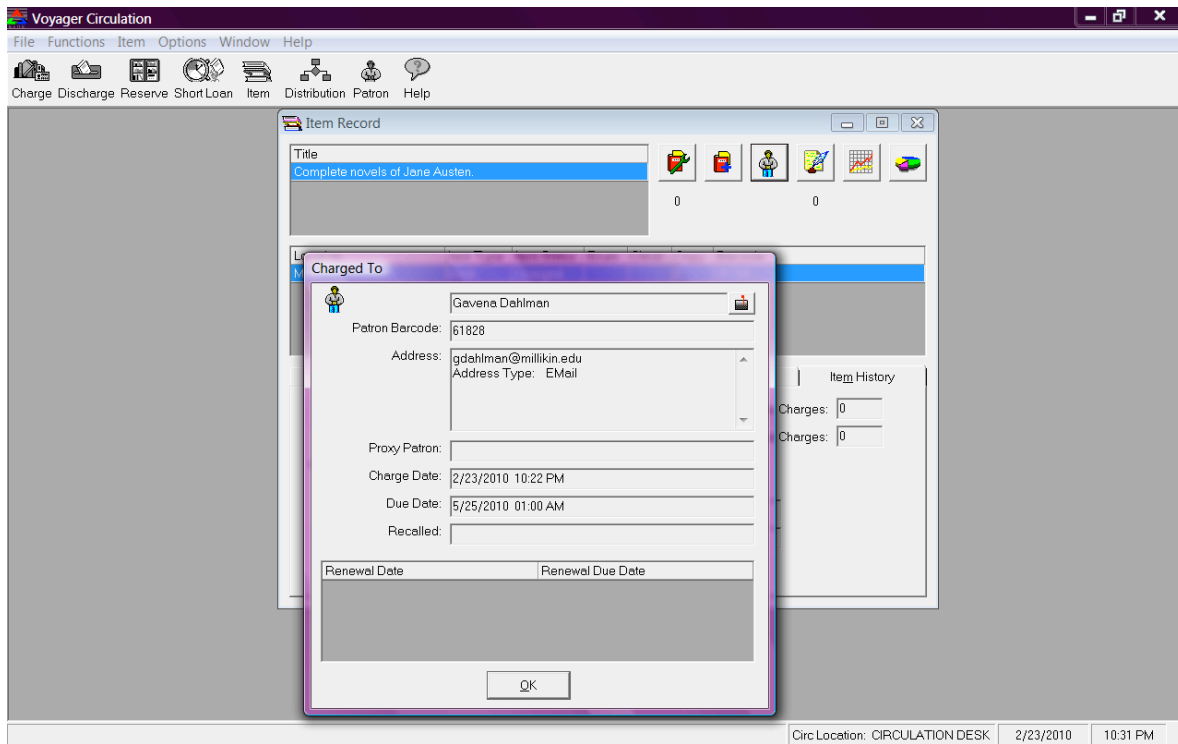 Voyager Circulation
File Functions Item Options Window Help
Charge Discharge Reserve Short Loan Item Distribution Patron Help
Item Record
Title
Complete novels of Jane Austen.
0 0
Charged To
Gavena Dahlman
Patron Barcode: 61828
Address: gdahlman@millikin.edu
Address Type: EMail
Item History
Charges: 0
Charges: 0
Proxy Patron:
Charge Date: 2/23/2010 10:22 PM
Due Date: 5/25/2010 01:00 AM
Recalled:
Renewal Date Renewal Due Date
OK
Circ Location: CIRCULATION DESK 2/23/2010 10:31 PM